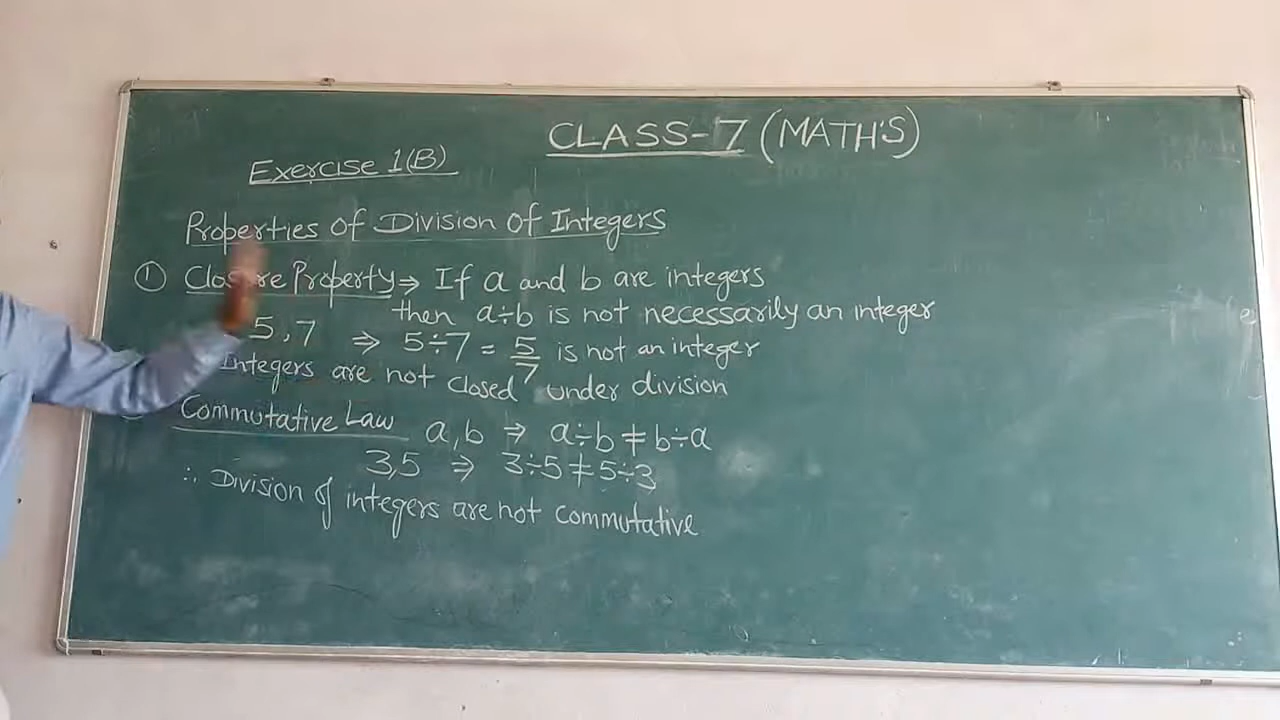 CLASS-7 (MATH'S)
Exercise 1(B)
Properties of Division of Integers
① Closure Property ⇒ If a and b are integers
then a÷b is not necessarily an integer
5,7 ⇒ 5÷7 = 5/7 is not an integer
Integers are not closed under division
Commutative Law a,b ⇒ a÷b ≠ b÷a
3,5 ⇒ 3÷5 ≠ 5÷3
∴ Division of integers are not commutative